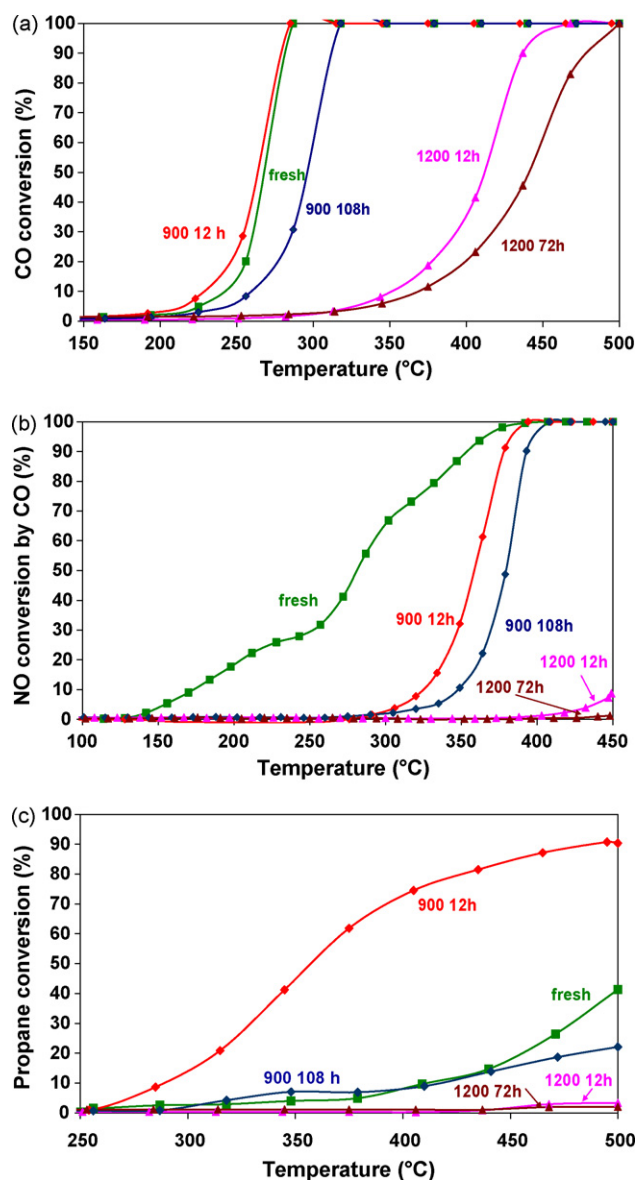 (a)
CO conversion (%)
100
90
80
70
60
50
40
30
20
10
0
900 12 h
fresh
900 108h
1200 12h
1200 72h
150 200 250 300 350 400 450 500
Temperature (°C)
(b)
NO conversion by CO (%)
100
90
80
70
60
50
40
30
20
10
0
fresh
900 12h
900 108h
1200 12h
1200 72h
100 150 200 250 300 350 400 450
Temperature (°C)
(c)
Propane conversion (%)
100
90
80
70
60
50
40
30
20
10
0
900 12h
fresh
900 108 h
1200 72h
1200 12h
250 300 350 400 450 500
Temperature (°C)